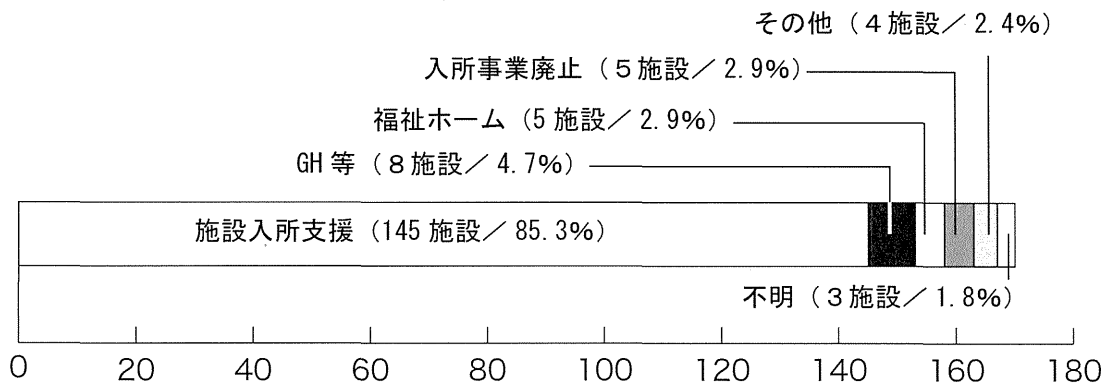 その他（４施設／2.4％）
入所事業廃止（５施設／2.9％）
福祉ホーム（5施設／2.9％）
GH等（８施設／4.7％）
施設入所支援（145施設／85.3％）
不明（３施設／1.8％）
0 20 40 60 80 100 120 140 160 180